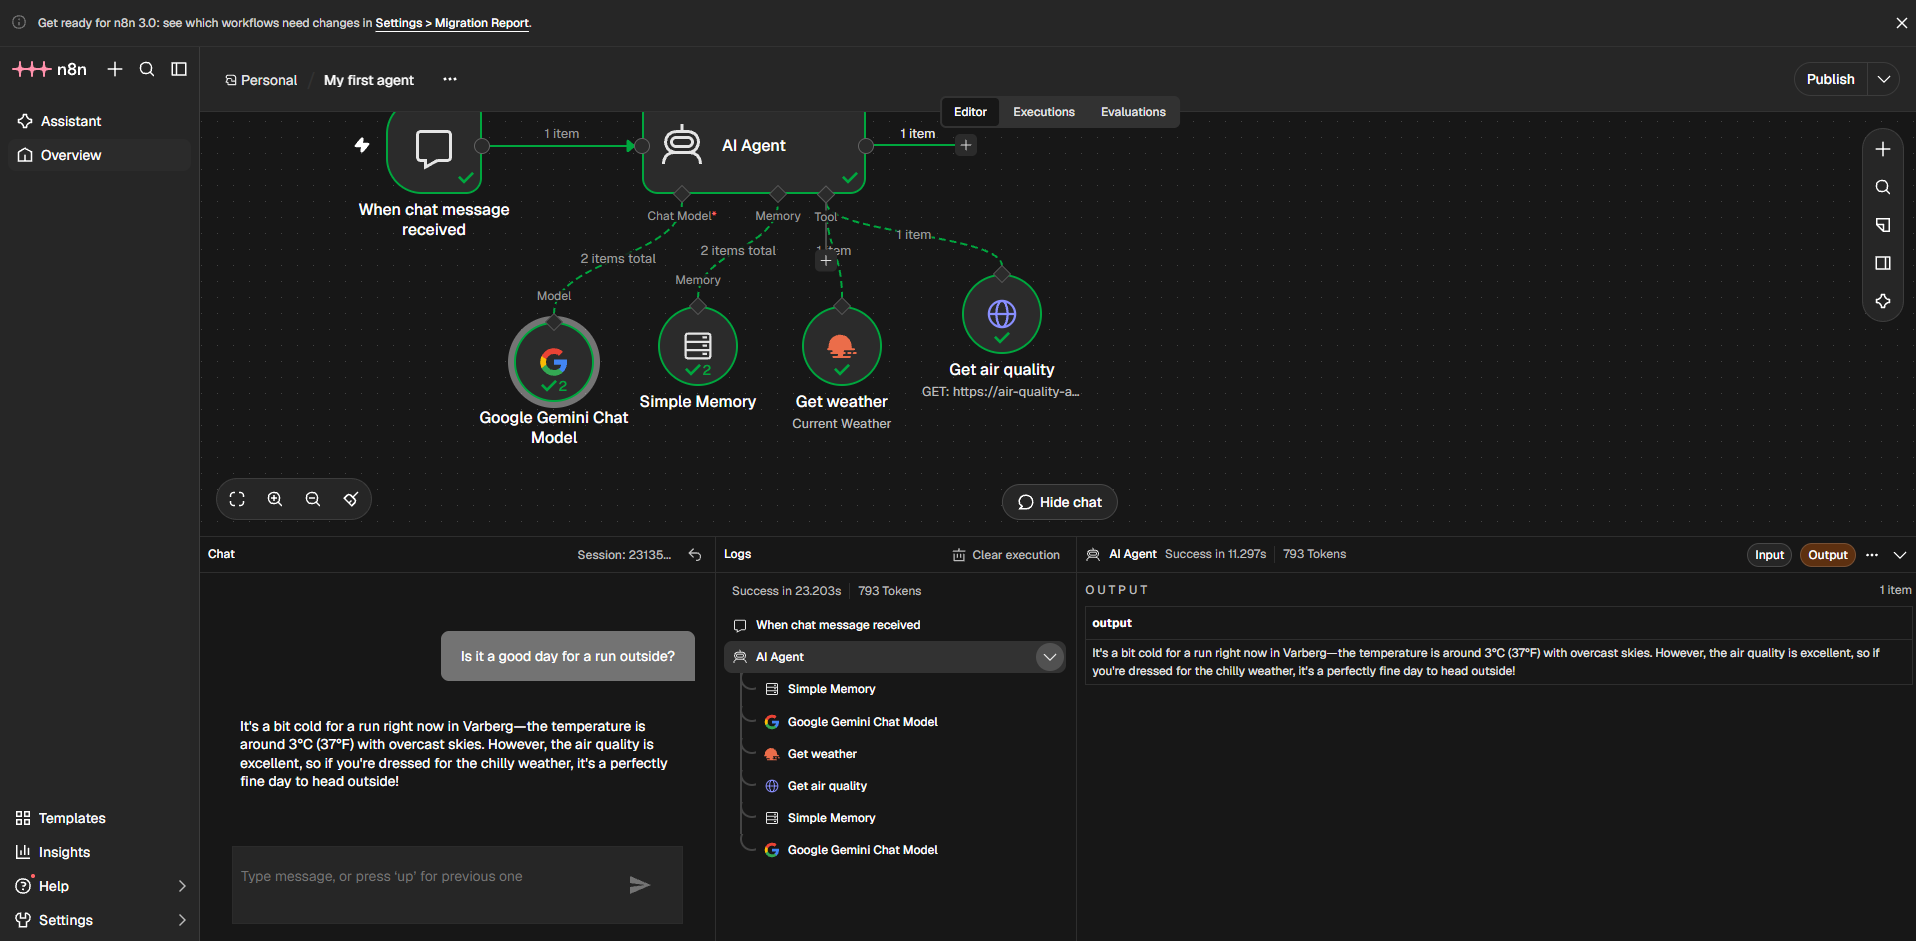 Get ready for n8n 3.0: see which workflows need changes in Settings > Migration Report.
n8n
Personal / My first agent ...
Publish
Assistant
Overview
Editor Executions Evaluations
1 item
AI Agent
1 item
When chat message
received
Chat Model*
Memory
Tool
2 items total
2 items total
1 item
1 item
Model
Memory
2
2
Google Gemini Chat
Model
Simple Memory
Get weather
Current Weather
Get air quality
GET: https://air-quality-a...
Hide chat
Templates
Insights
Help
Settings
Chat
Session: 23135...
Is it a good day for a run outside?
It's a bit cold for a run right now in Varberg—the temperature is
around 3°C (37°F) with overcast skies. However, the air quality is
excellent, so if you're dressed for the chilly weather, it's a perfectly
fine day to head outside!
Type message, or press 'up' for previous one
Logs
Clear execution
Success in 23.203s | 793 Tokens
When chat message received
AI Agent
Simple Memory
Google Gemini Chat Model
Get weather
Get air quality
Simple Memory
Google Gemini Chat Model
AI Agent Success in 11.297s | 793 Tokens
Input Output ...
OUTPUT
1 item
output
It's a bit cold for a run right now in Varberg—the temperature is around 3°C (37°F) with overcast skies. However, the air quality is excellent, so if
you're dressed for the chilly weather, it's a perfectly fine day to head outside!